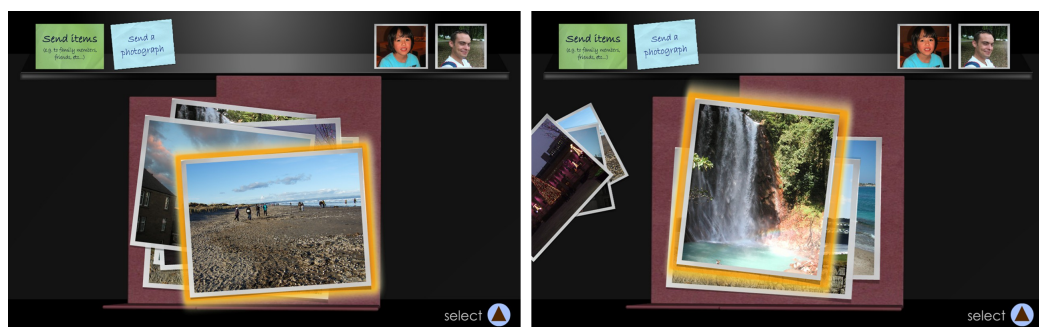 Send items
(e.g. to family members,
friends, etc...)
Send a
photograph
select
Send items
(e.g. to family members,
friends, etc...)
Send a
photograph
select